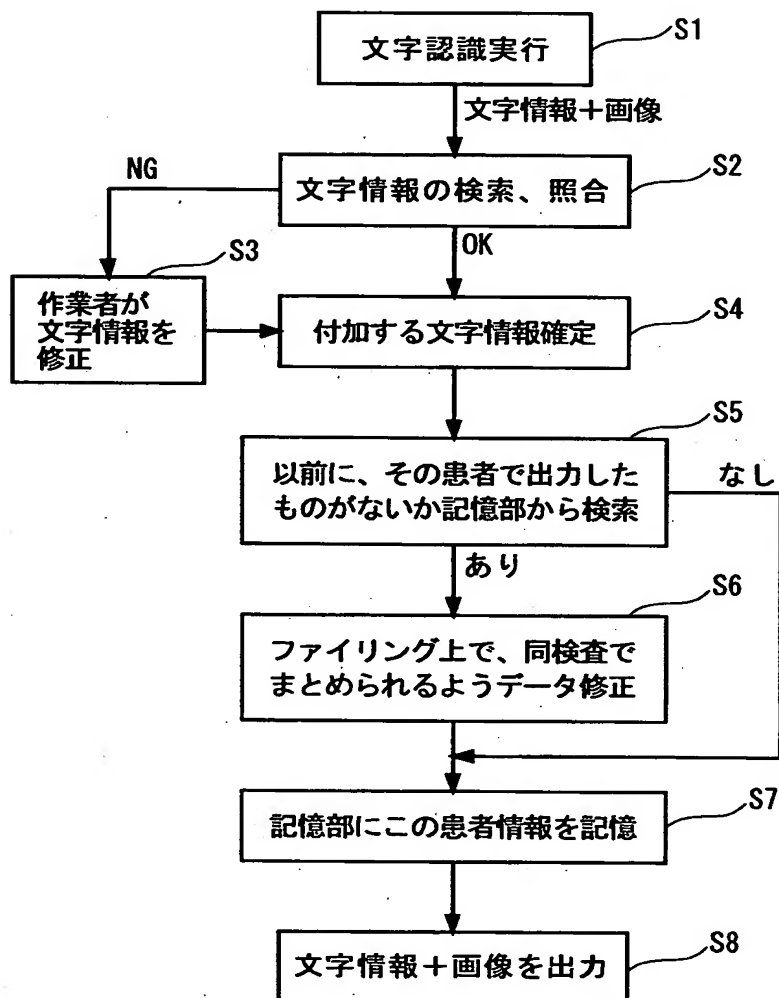 文字認識実行
S1
文字情報＋画像
NG
文字情報の検索、照合
S2
OK
S3
作業者が
文字情報を
修正
付加する文字情報確定
S4
S5
以前に、その患者で出力した
ものがないか記憶部から検索
なし
あり
S6
ファイリング上で、同検査で
まとめられるようデータ修正
S7
記憶部にこの患者情報を記憶
S8
文字情報＋画像を出力